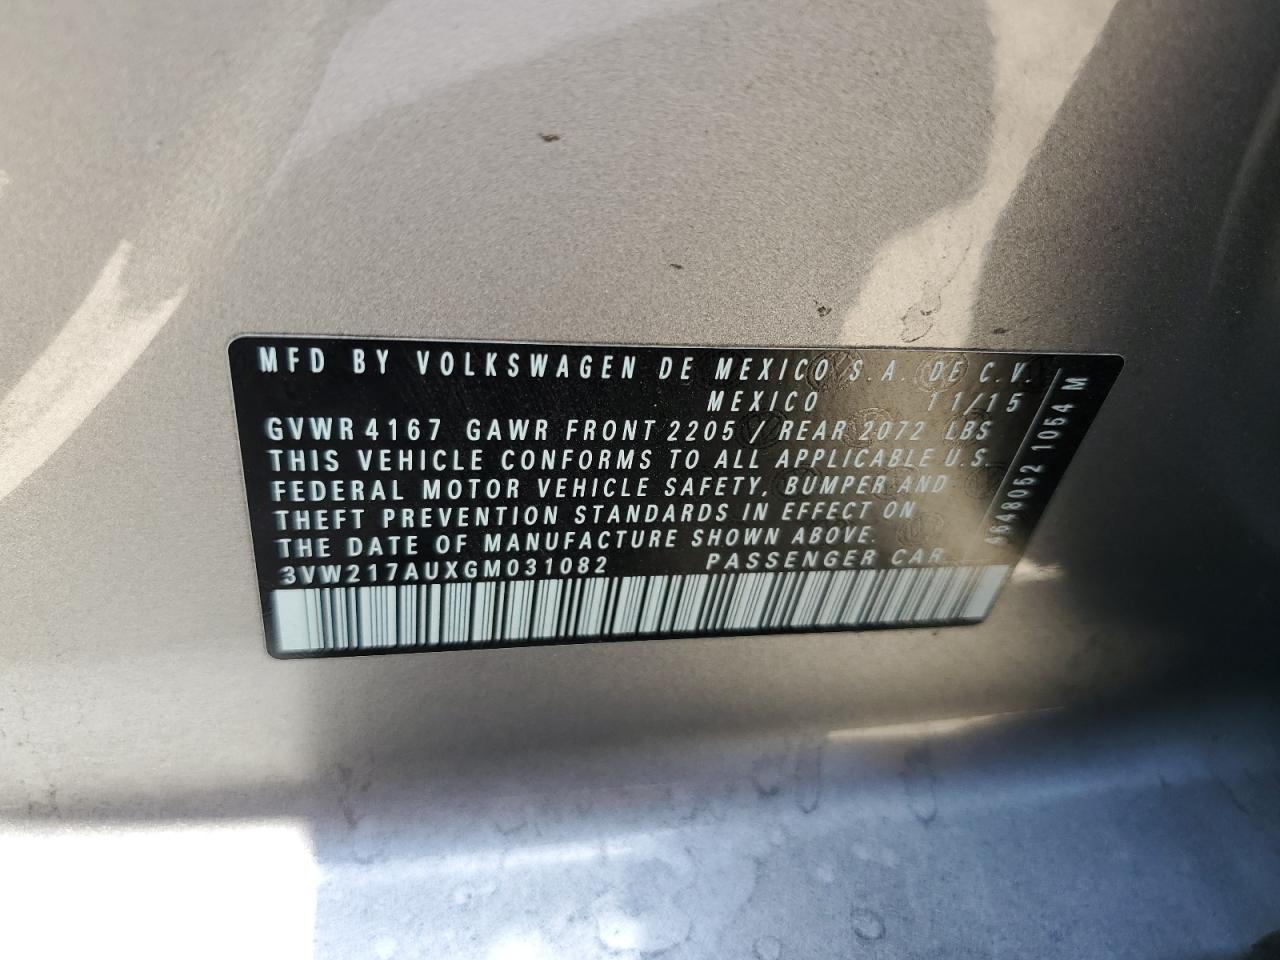 MFD BY VOLKSWAGEN DE MEXICO S.A. DE C.V.
MEXICO 11/15
GVWR 4167 GAWR FRONT 2205 / REAR 2072 LBS
THIS VEHICLE CONFORMS TO ALL APPLICABLE U.S.
FEDERAL MOTOR VEHICLE SAFETY, BUMPER AND
THEFT PREVENTION STANDARDS IN EFFECT ON
THE DATE OF MANUFACTURE SHOWN ABOVE.
3VW217AUXGM031082 PASSENGER CAR
1054 M